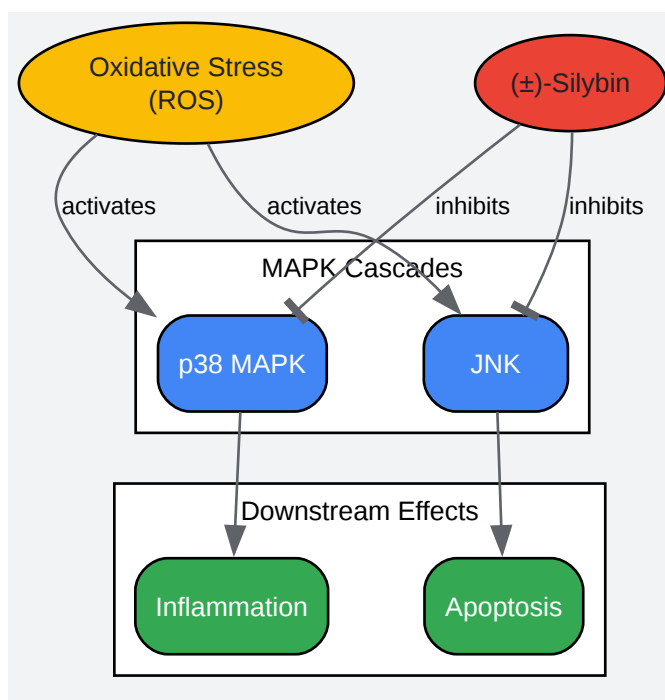 Oxidative Stress
(ROS)
(±)-Silybin
activates
activates
inhibits
inhibits
MAPK Cascades
p38 MAPK
JNK
Downstream Effects
Inflammation
Apoptosis